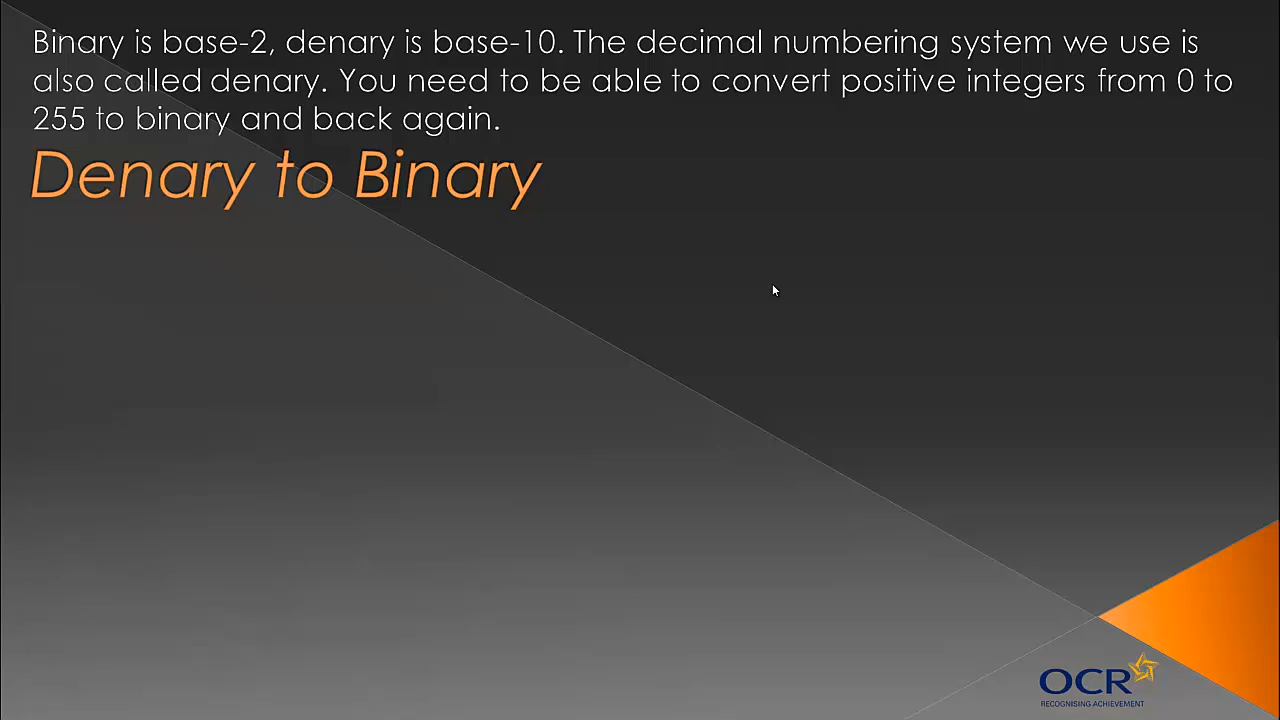 Binary is base-2, denary is base-10. The decimal numbering system we use is
also called denary. You need to be able to convert positive integers from 0 to
255 to binary and back again.
Denary to Binary
OCR
RECOGNISING ACHIEVEMENT